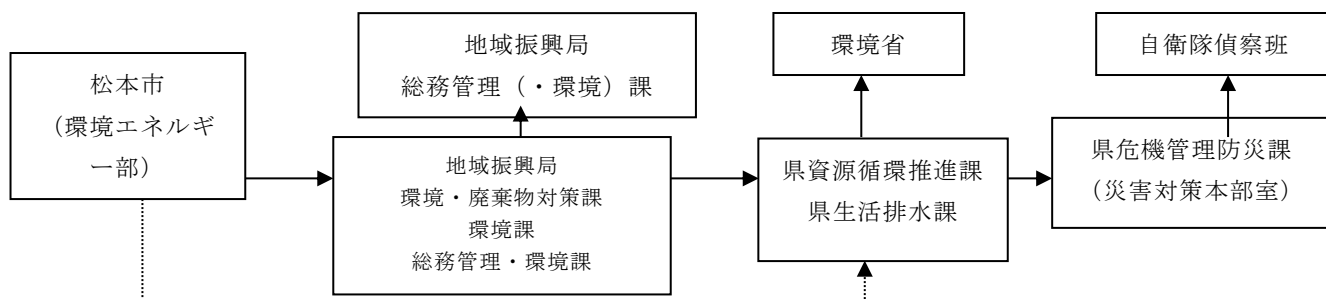 松本市
（環境エネルギ
ー部）
地域振興局
総務管理（・環境）課
地域振興局
環境・廃棄物対策課
環境課
総務管理・環境課
環境省
県資源循環推進課
県生活排水課
自衛隊偵察班
県危機管理防災課
（災害対策本部室）